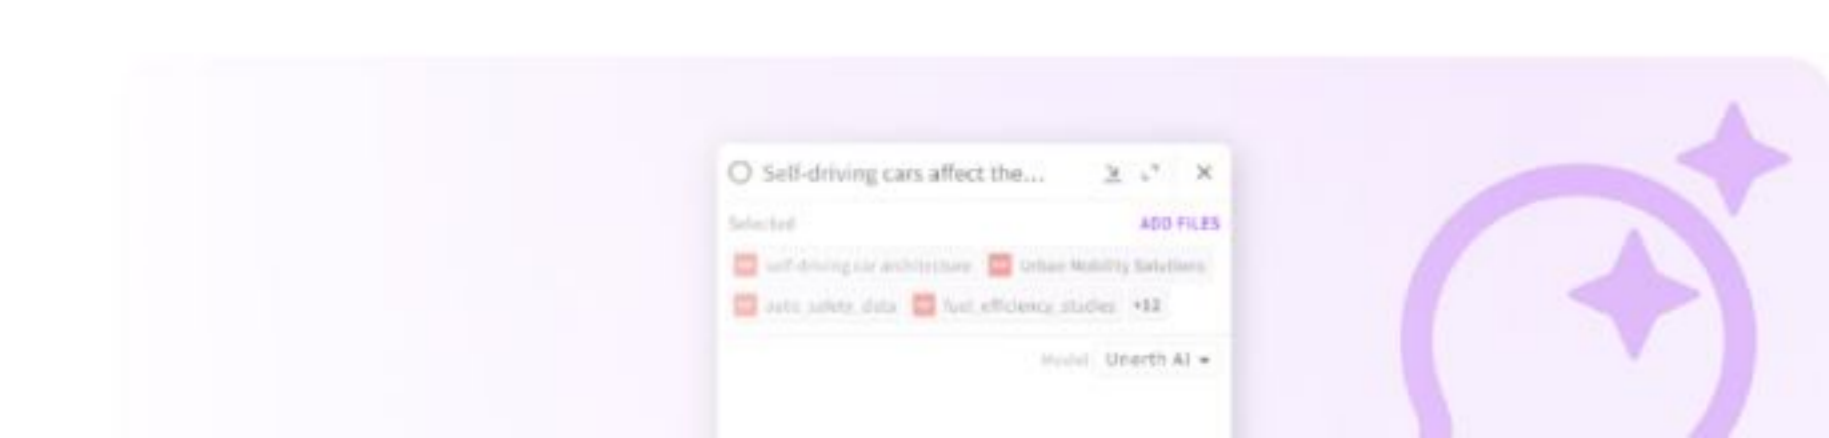 Self-driving cars affect the...
Selected ADD FILES
self-driving car architecture Urban Mobility Solutions
auto_safety_data fuel_efficiency_studies +12
Model Unerth AI